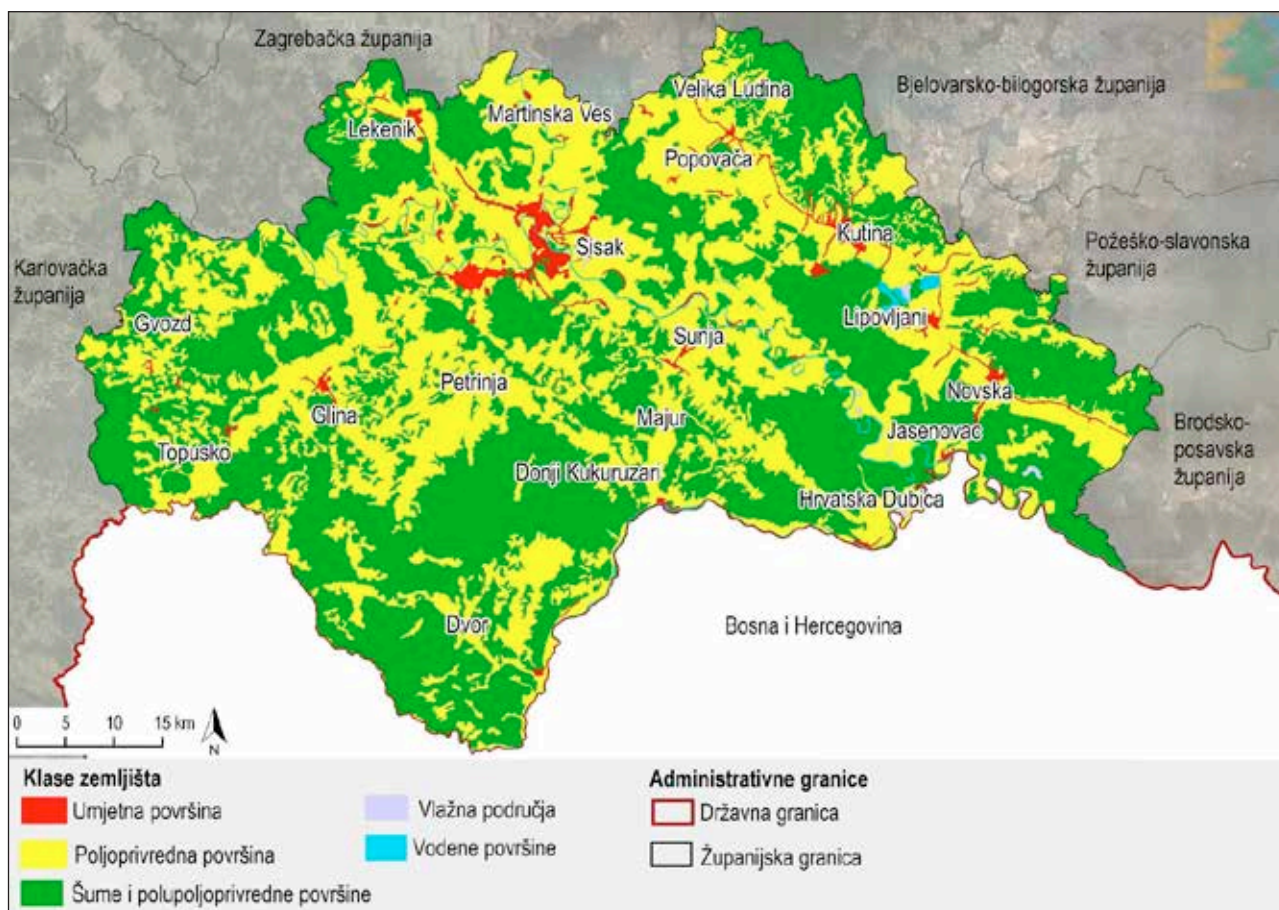 Zagrebačka županija
Bjelovarsko-bilogorska županija
Velika Ludina
Martinska Ves
Lekenik
Popovača
Kutina
Sisak
Požeško-slavonska
županija
Karlovačka
županija
Gvozd
Lipovljani
Sunja
Petrinja
Novska
Glina
Majur
Jasenovac
Brodsko-
posavska
županija
Topusko
Donji Kukuruzari
Hrvatska Dubica
Dvor
Bosna i Hercegovina
0 5 10 15 km
N
Klase zemljišta
Umjetna površina
Poljoprivredna površina
Šume i polupoljoprivredne površine
Vlažna područja
Vodene površine
Administrativne granice
Državna granica
Županijska granica